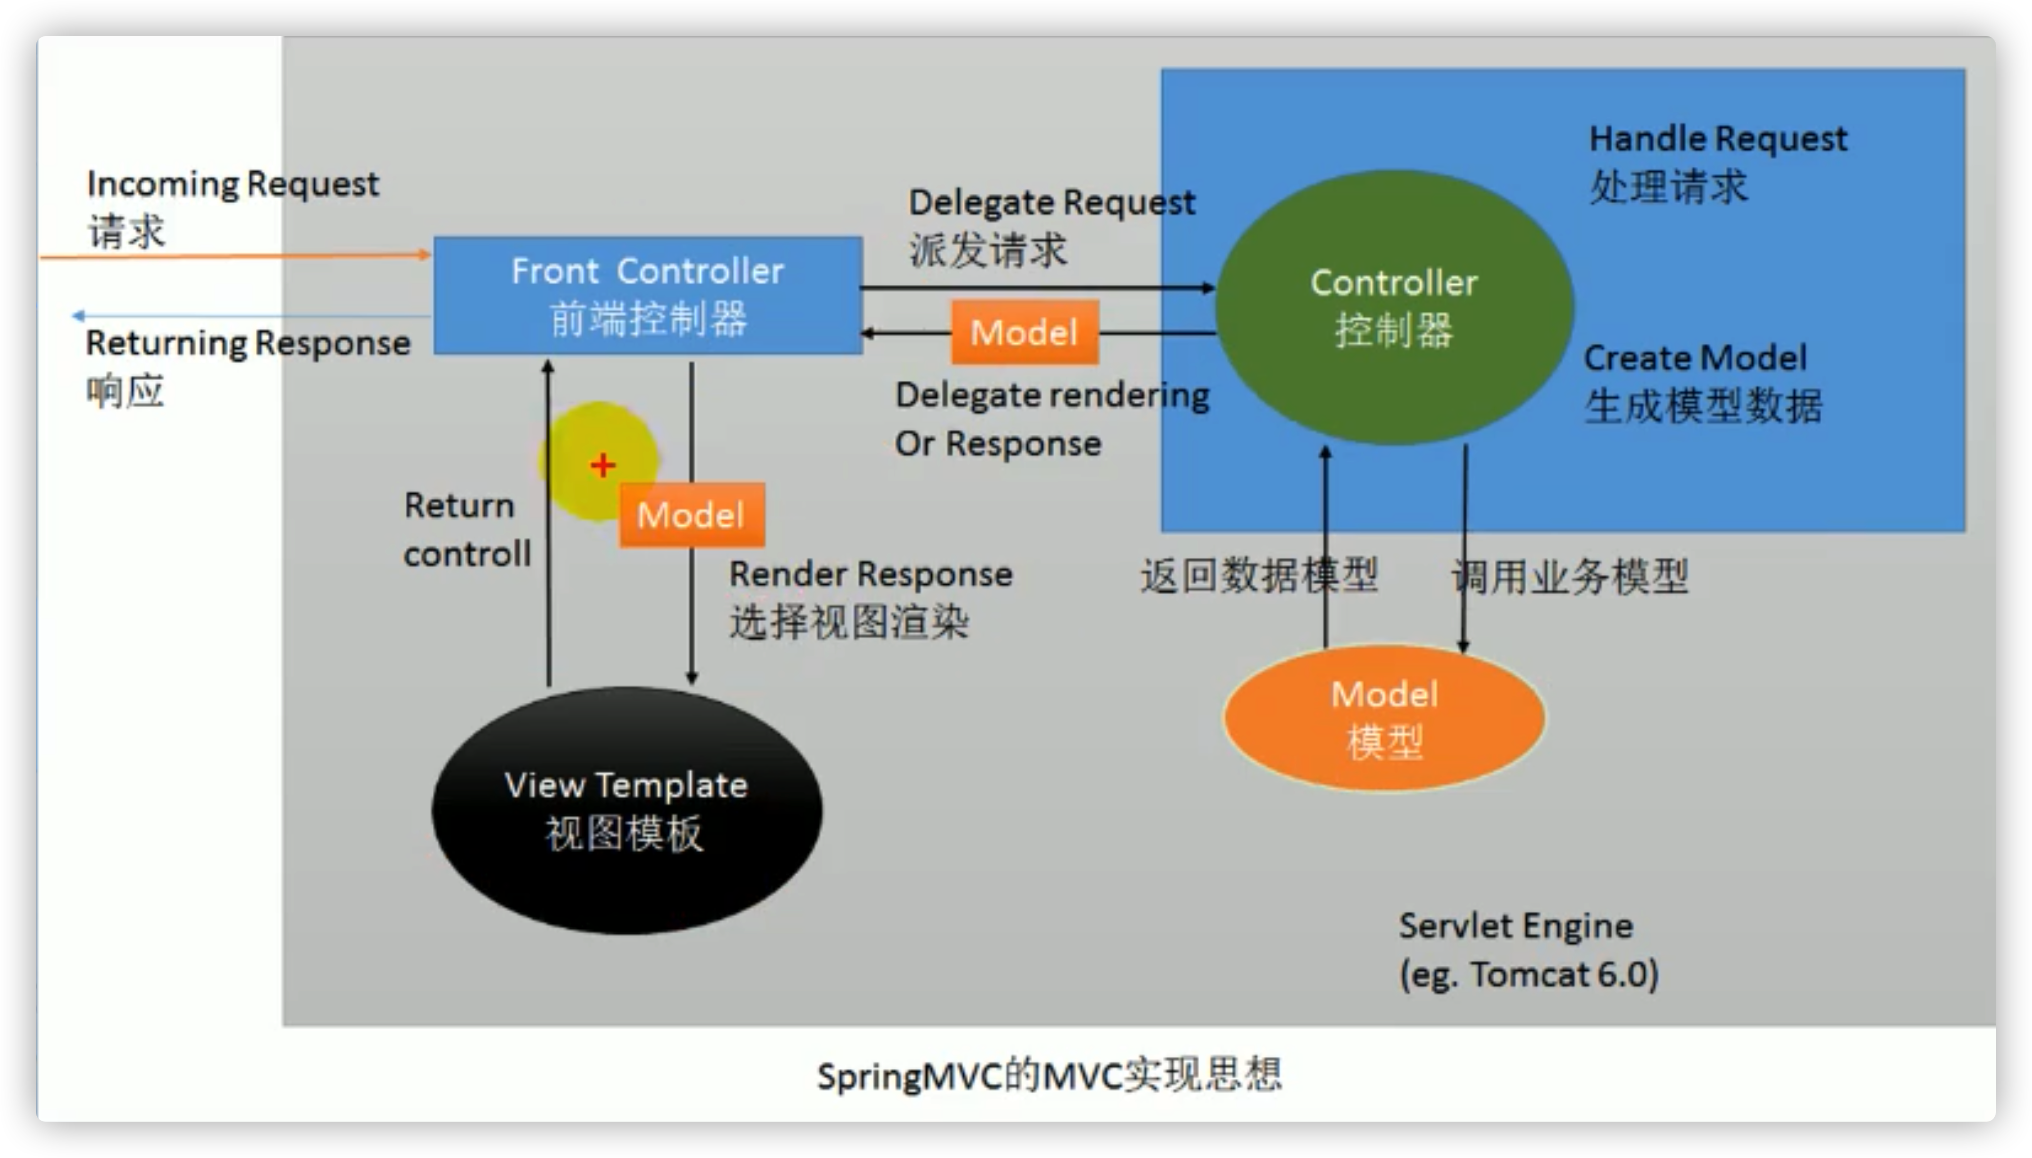 Incoming Request
请求
Returning Response
响应
Front Controller
前端控制器
Delegate Request
派发请求
Model
Delegate rendering
Or Response
Controller
控制器
Handle Request
处理请求
Create Model
生成模型数据
Return
controll
Model
Render Response
选择视图渲染
返回数据模型
调用业务模型
View Template
视图模板
Model
模型
Servlet Engine
(eg. Tomcat 6.0)
SpringMVC的MVC实现思想